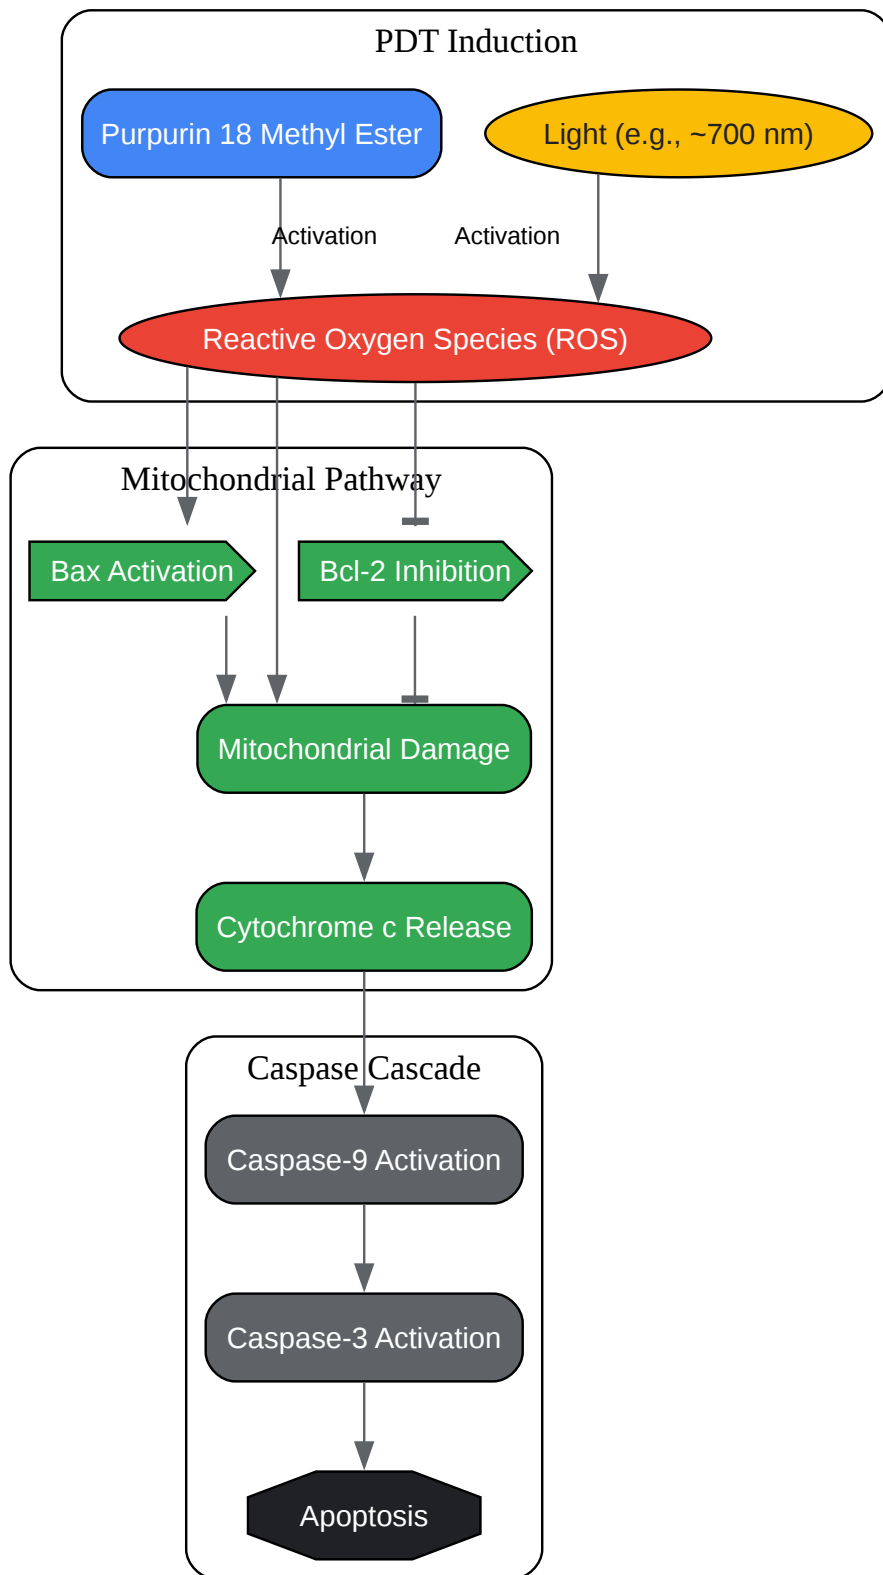 PDT Induction
Purpurin 18 Methyl Ester
Light (e.g., ~700 nm)
Activation
Activation
Reactive Oxygen Species (ROS)
Mitochondrial Pathway
Bax Activation
Bcl-2 Inhibition
Mitochondrial Damage
Cytochrome c Release
Caspase Cascade
Caspase-9 Activation
Caspase-3 Activation
Apoptosis